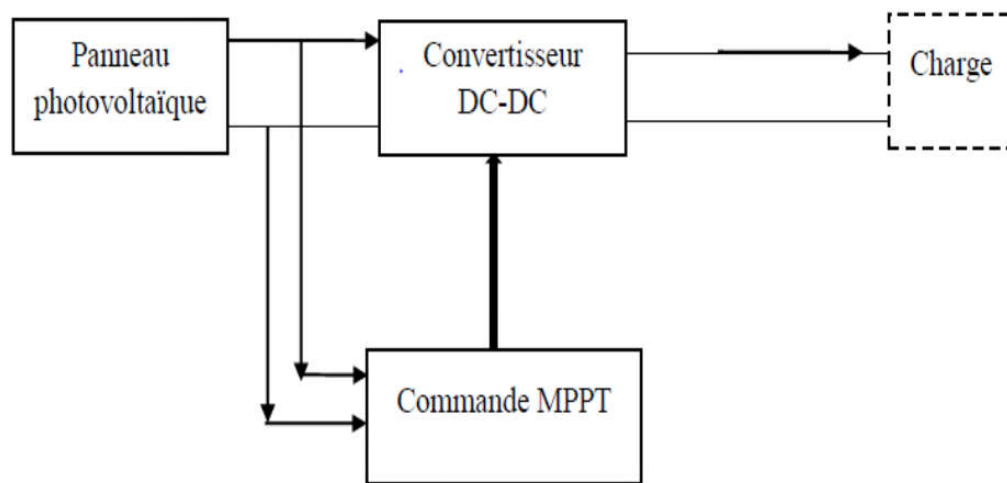 Panneau
photovoltaïque
Convertisseur
DC-DC
Charge
Commande MPPT